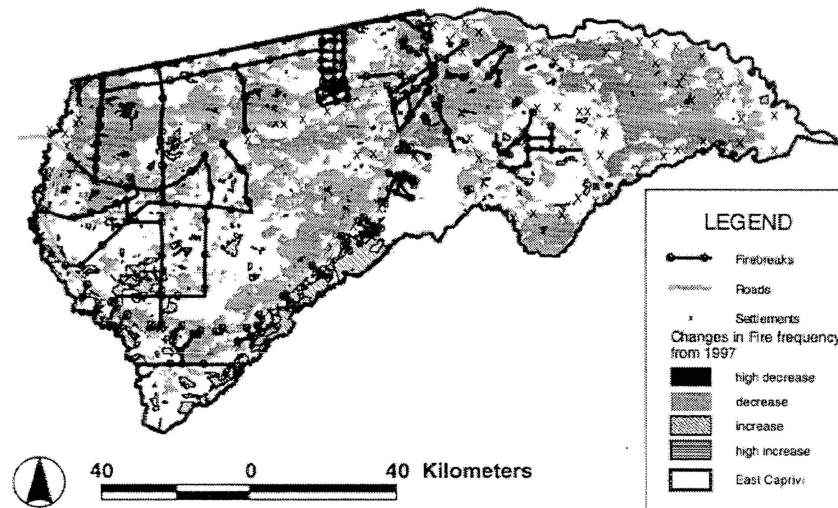 LEGEND
Firebreaks
Roads
x Settlements
Changes in Fire frequency
from 1997
high decrease
decrease
increase
high increase
East Caprivi
40 0 40 Kilometers